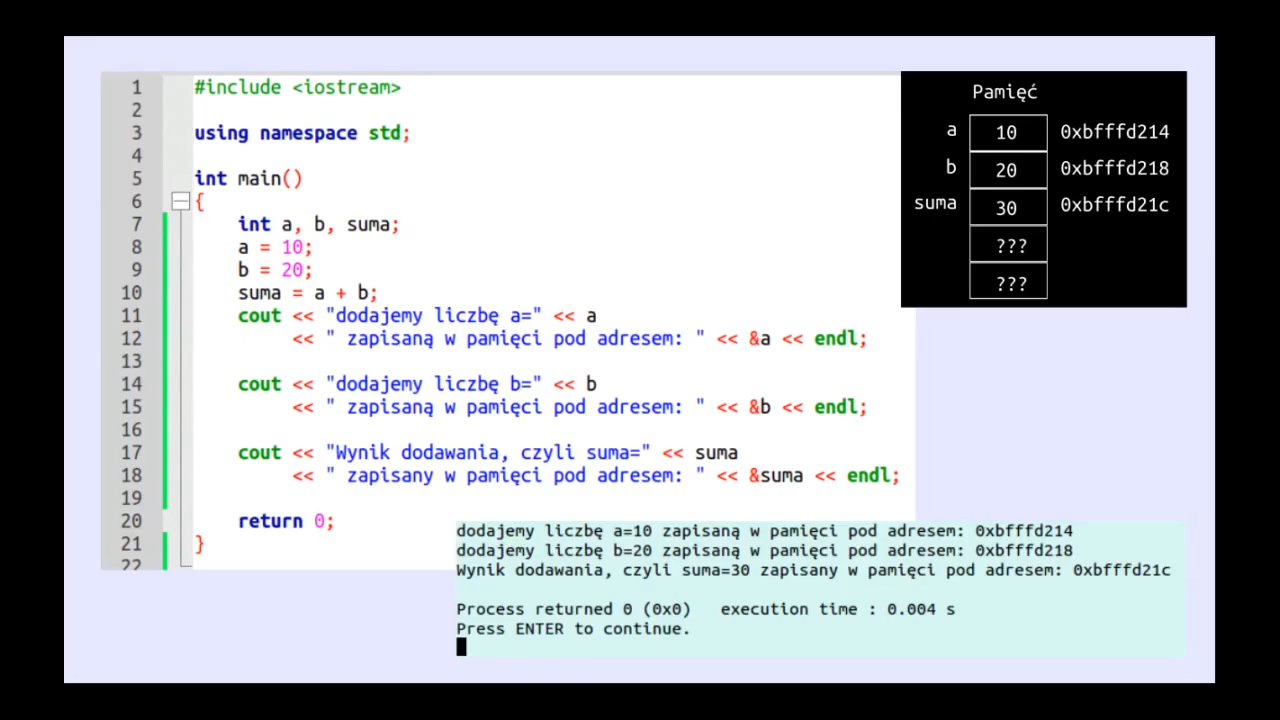 1 #include <iostream>
2
3 using namespace std;
4
5 int main()
6 {
7 int a, b, suma;
8 a = 10;
9 b = 20;
10 suma = a + b;
11 cout << "dodajemy liczbę a=" << a
12 << " zapisaną w pamięci pod adresem: " << &a << endl;
13
14 cout << "dodajemy liczbę b=" << b
15 << " zapisaną w pamięci pod adresem: " << &b << endl;
16
17 cout << "Wynik dodawania, czyli suma=" << suma
18 << " zapisany w pamięci pod adresem: " << &suma << endl;
19
20 return 0;
21 }
22
Pamięć
a 10 0xbfffd214
b 20 0xbfffd218
suma 30 0xbfffd21c
???
???
dodajemy liczbę a=10 zapisaną w pamięci pod adresem: 0xbfffd214
dodajemy liczbę b=20 zapisaną w pamięci pod adresem: 0xbfffd218
Wynik dodawania, czyli suma=30 zapisany w pamięci pod adresem: 0xbfffd21c
Process returned 0 (0x0) execution time : 0.004 s
Press ENTER to continue.